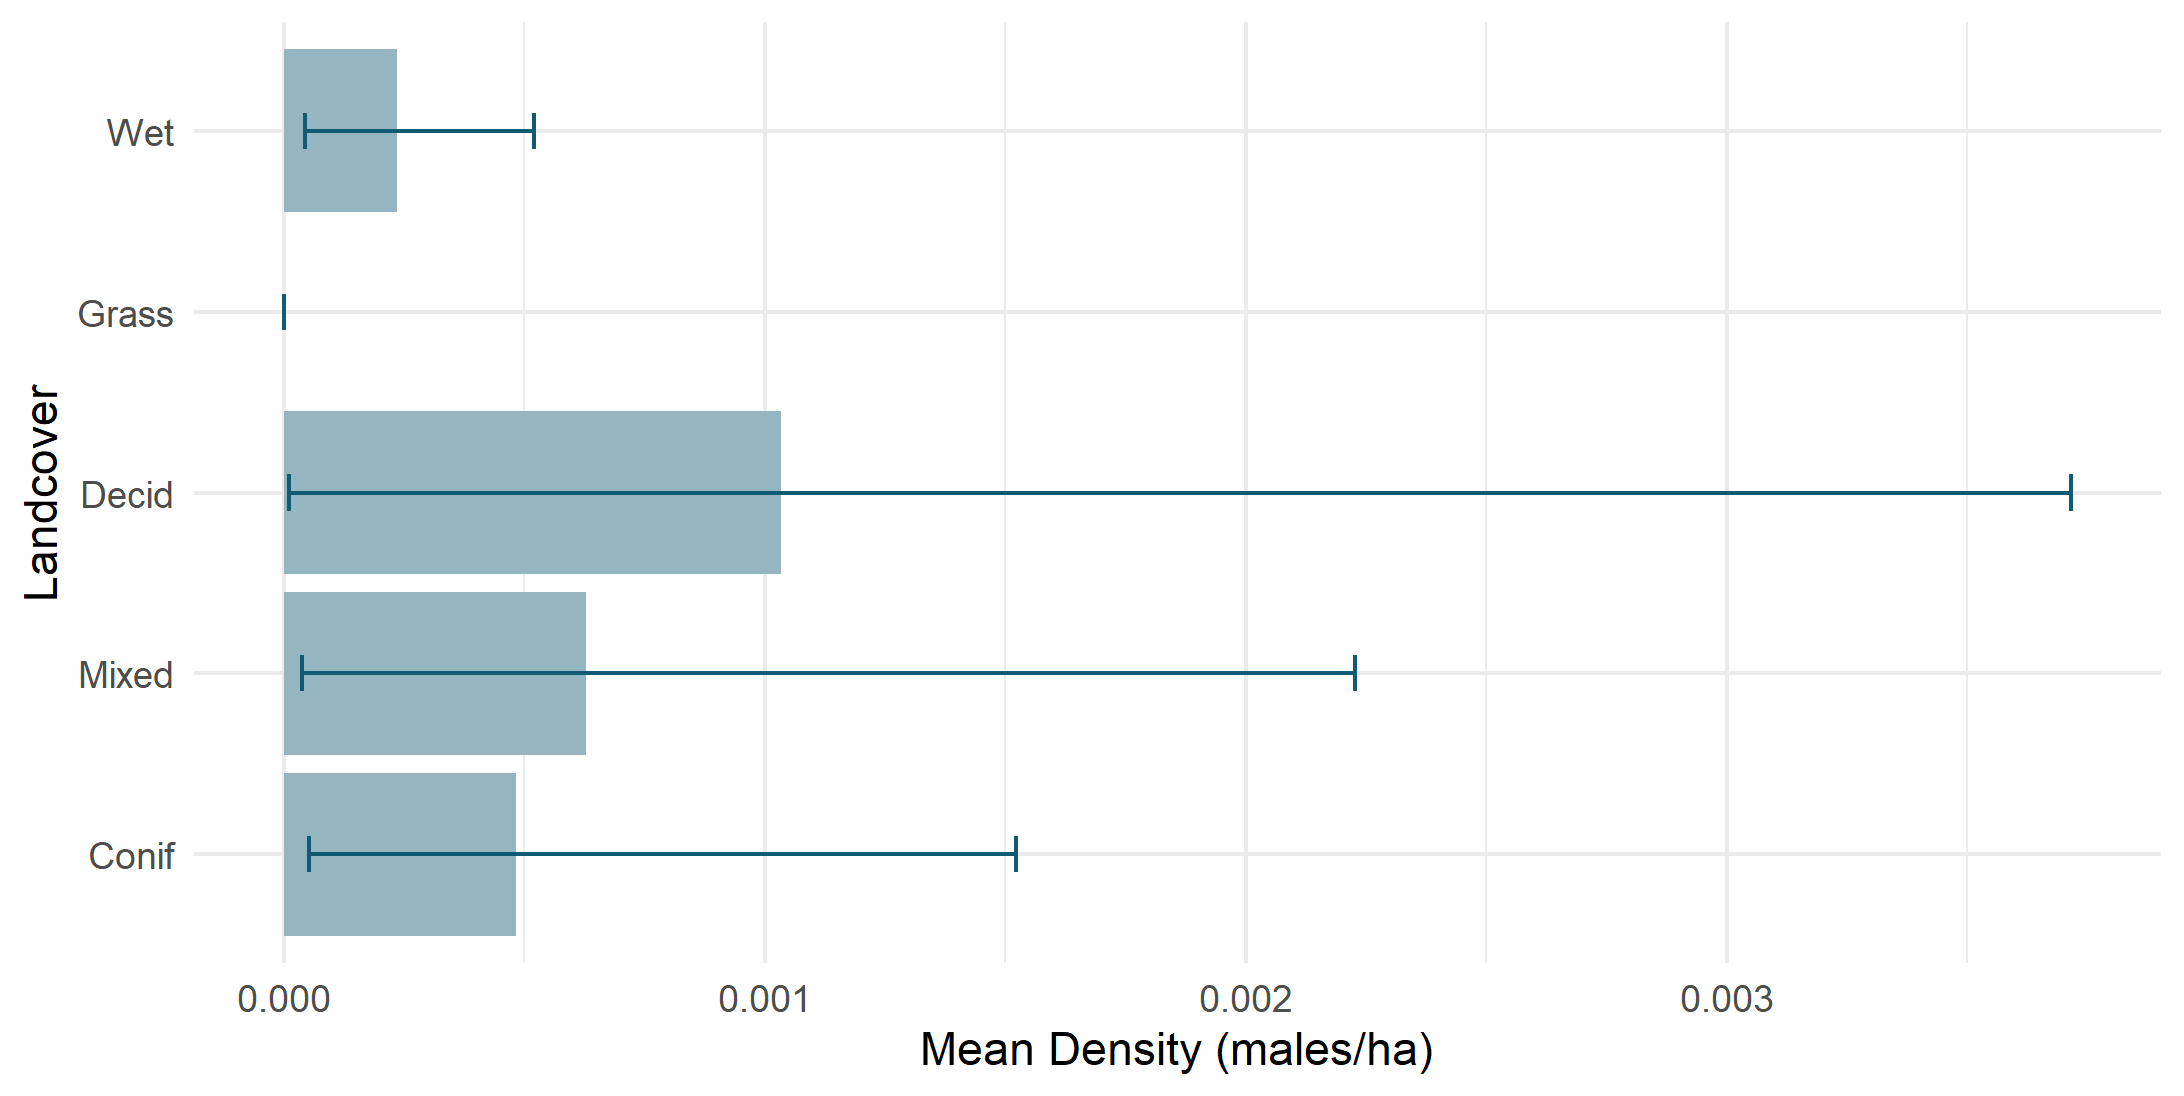 Landcover
Wet
Grass
Decid
Mixed
Conif
0.000 0.001 0.002 0.003
Mean Density (males/ha)